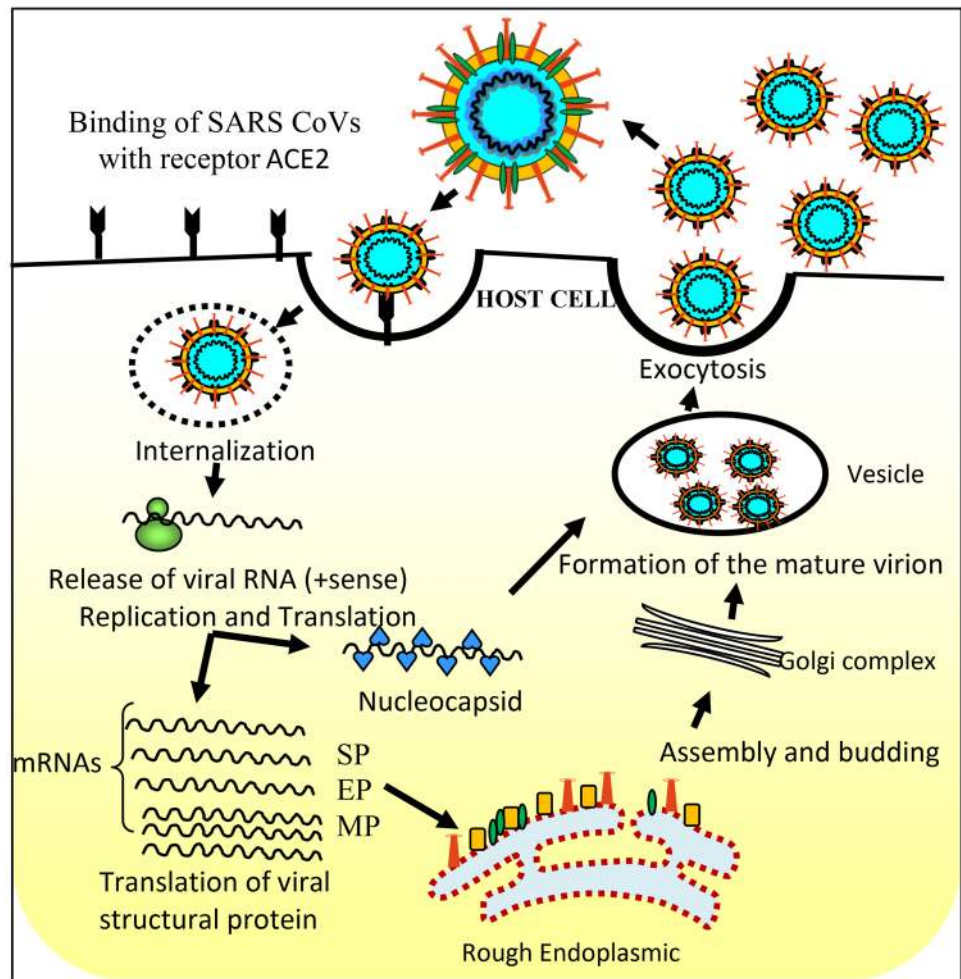 Binding of SARS CoVs
with receptor ACE2
HOST CELL
Exocytosis
Internalization
Vesicle
Release of viral RNA (+sense)
Replication and Translation
Formation of the mature virion
Golgi complex
Nucleocapsid
Assembly and budding
mRNAs
SP
EP
MP
Translation of viral
structural protein
Rough Endoplasmic